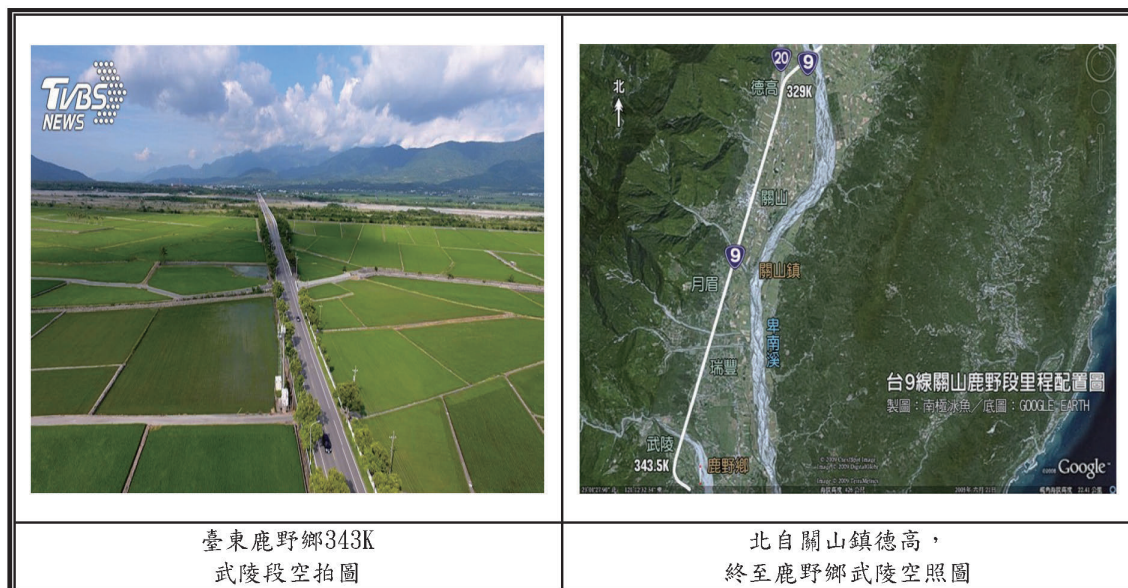 TVBS
NEWS
北
20
9
德高
329K
關山
9
關山鎮
月眉
卑南溪
瑞豐
台9線關山鹿野段里程配置圖
製圖：南極冰魚／底圖：GOOGLE EARTH
武陵
343.5K
鹿野鄉
Google
臺東鹿野鄉343K
武陵段空拍圖
北自關山鎮德高，
終至鹿野鄉武陵空照圖